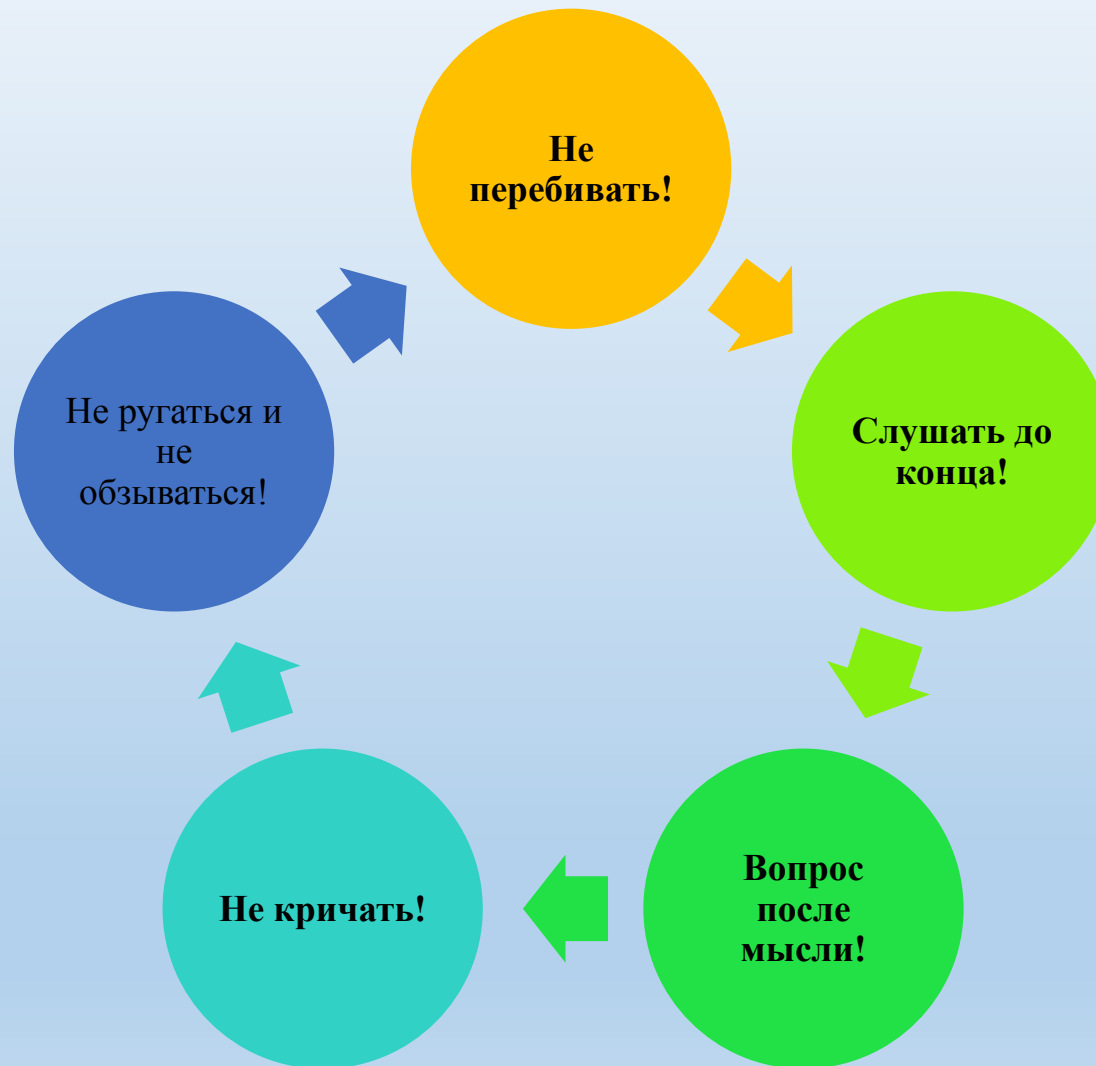 Не
перебивать!
Слушать до
конца!
Вопрос
после
мысли!
Не кричать!
Не ругаться и
не
обзываться!